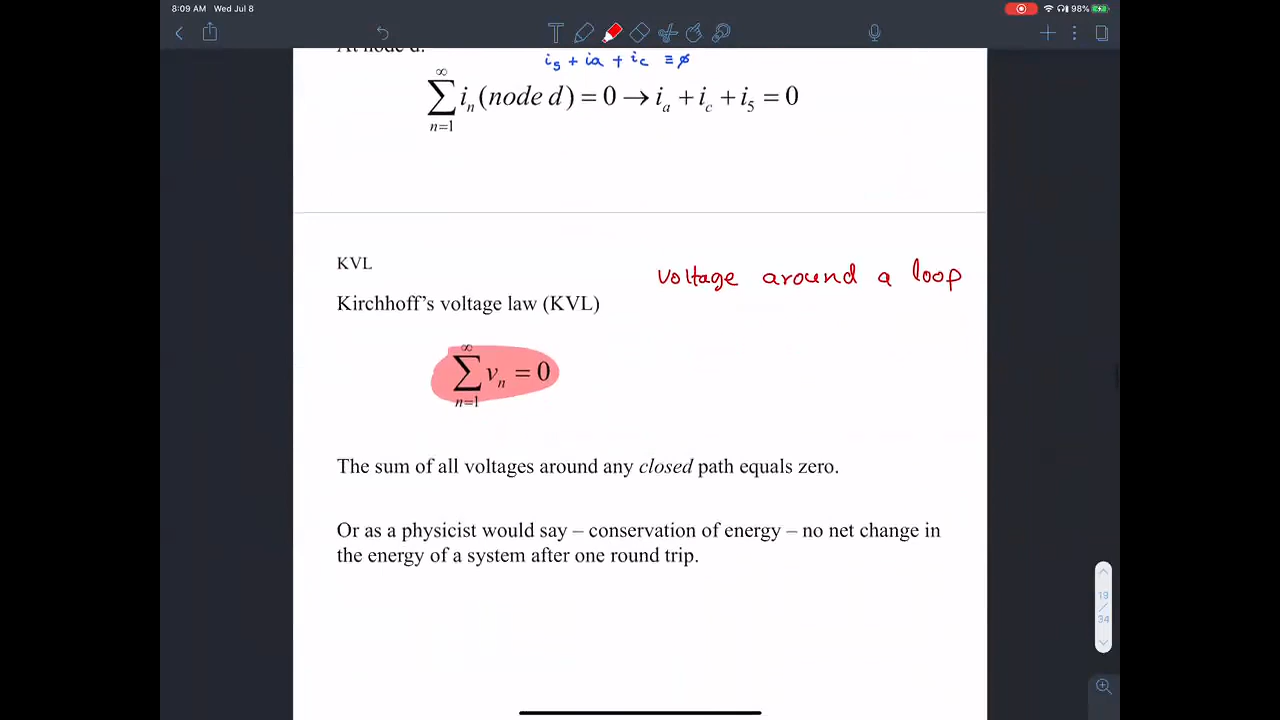 8:09 AM Wed Jul 8
98%
At node d:
i₅ + ia + ic ≡ ∅
∞
∑ iₙ (node d) = 0 → iₐ + i_c + i₅ = 0
n=1
KVL
voltage around a loop
Kirchhoff’s voltage law (KVL)
∞
∑ vₙ = 0
n=1
The sum of all voltages around any closed path equals zero.
Or as a physicist would say – conservation of energy – no net change in
the energy of a system after one round trip.
19
/
34